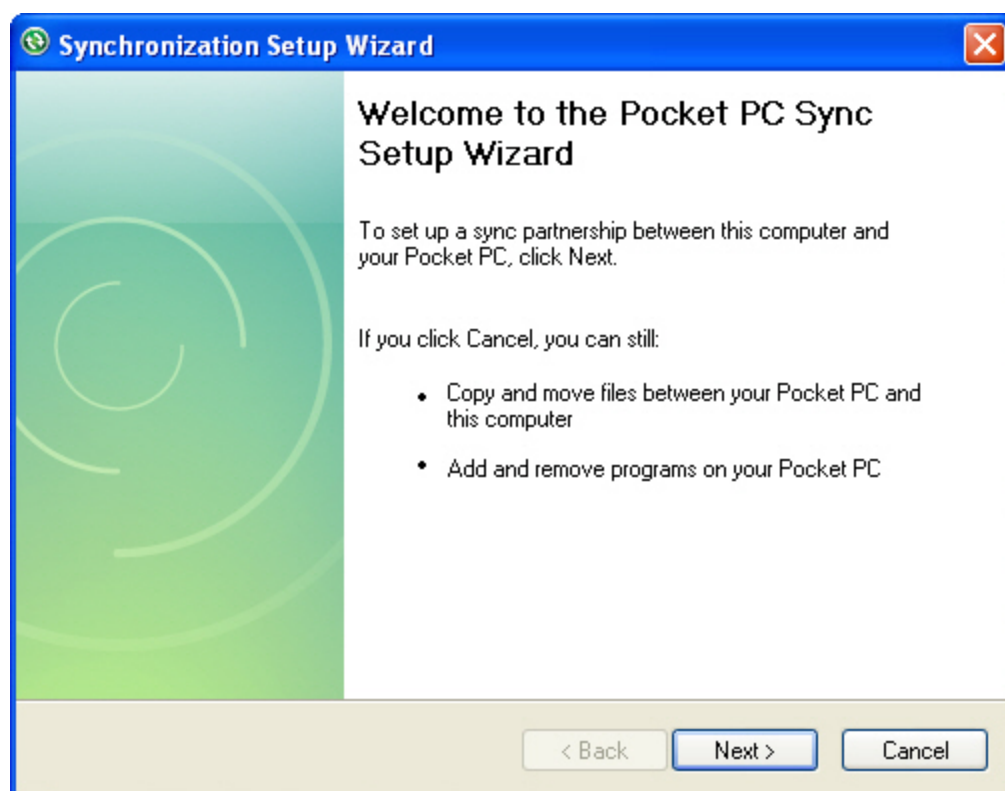 Synchronization Setup Wizard
Welcome to the Pocket PC Sync
Setup Wizard
To set up a sync partnership between this computer and
your Pocket PC, click Next.
If you click Cancel, you can still:
• Copy and move files between your Pocket PC and
this computer
• Add and remove programs on your Pocket PC
< Back
Next >
Cancel